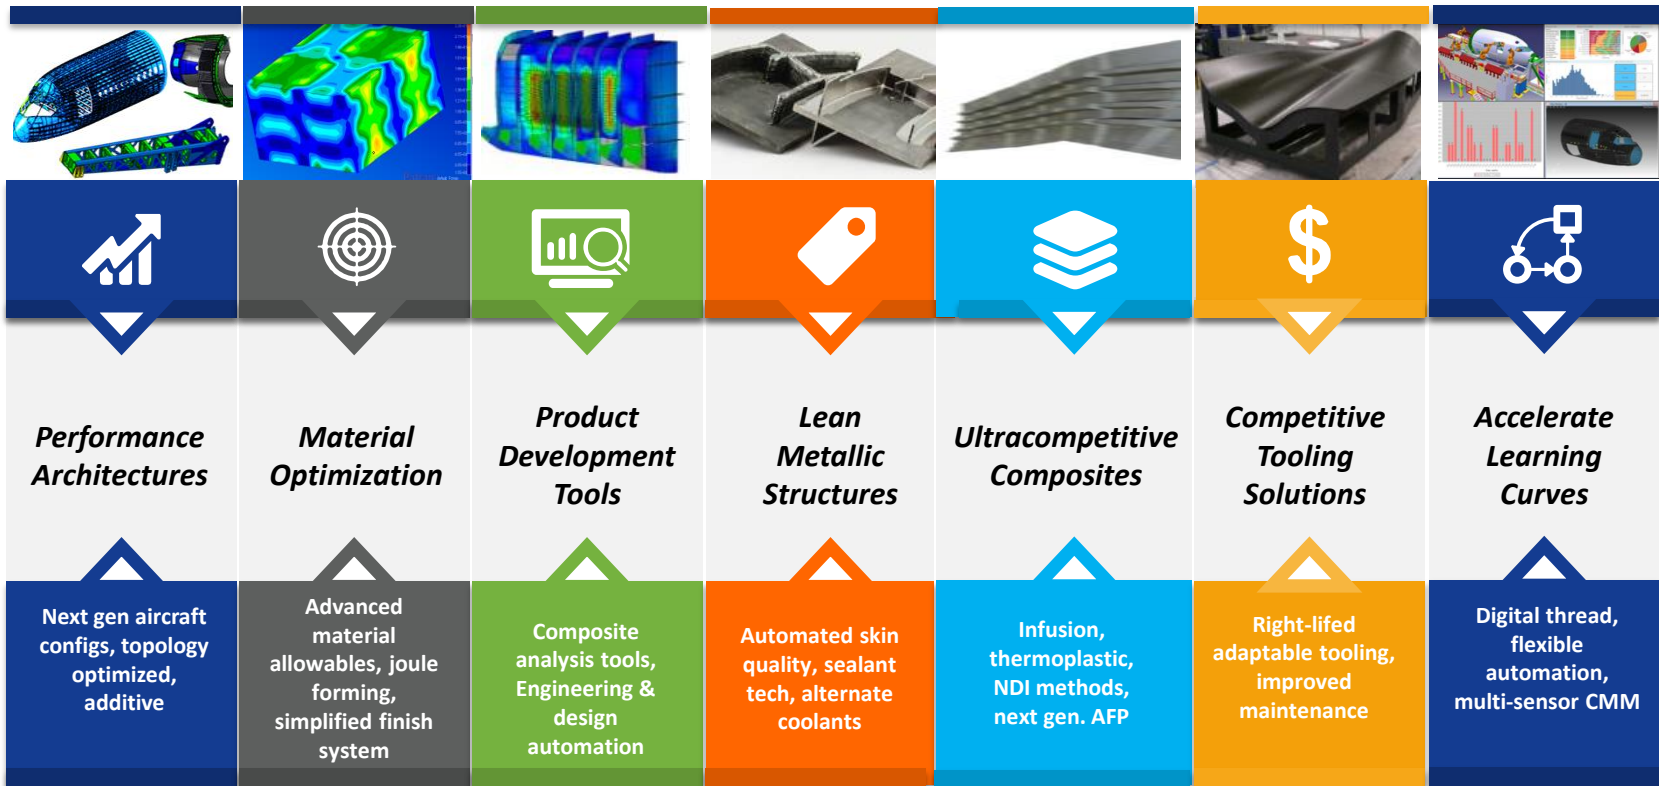 Performance
Architectures
Material
Optimization
Product
Development
Tools
Lean
Metallic
Structures
Ultracompetitive
Composites
Competitive
Tooling
Solutions
Accelerate
Learning
Curves
Next gen aircraft
configs, topology
optimized,
additive
Advanced
material
allowables, joule
forming,
simplified finish
system
Composite
analysis tools,
Engineering &
design
automation
Automated skin
quality, sealant
tech, alternate
coolants
Infusion,
thermoplastic,
NDI methods,
next gen. AFP
Right-lifed
adaptable tooling,
improved
maintenance
Digital thread,
flexible
automation,
multi-sensor CMM